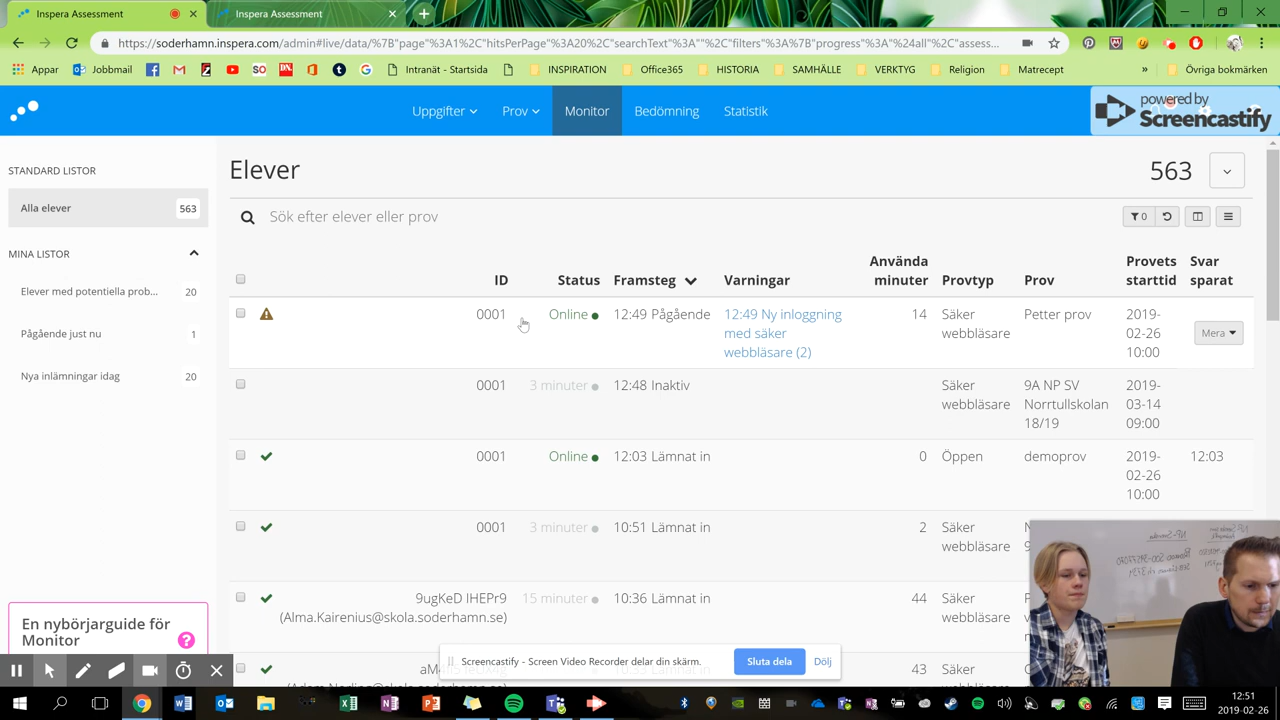 Inspera Assessment
Inspera Assessment
https://soderhamn.inspera.com/admin#live/data/%7B"page"%3A1%2C"hitsPerPage"%3A20%2C"searchText"%3A""%2C"filters"%3A%7B"progress"%3A"%24all"%2C"assess...
Appar
Jobbmail
Intranät - Startsida
INSPIRATION
Office365
HISTORIA
SAMHÄLLE
VERKTYG
Religion
Matrecept
»
Övriga bokmärken
Uppgifter
Prov
Monitor
Bedömning
Statistik
powered by
Screencastify
STANDARD LISTOR
Alla elever 563
MINA LISTOR
Elever med potentiella prob... 20
Pågående just nu 1
Nya inlämningar idag 20
En nybörjarguide för
Monitor
?
Elever
563
Sök efter elever eller prov
0
ID Status Framsteg Varningar Använda minuter Provtyp Prov Provets starttid Svar sparat
0001 Online 12:49 Pågående 12:49 Ny inloggning 14 Säker Petter prov 2019-
med säker webbläsare 02-26 Mera
webbläsare (2) 10:00
0001 3 minuter 12:48 Inaktiv Säker 9A NP SV 2019-
webbläsare Norrtullskolan 03-14
18/19 09:00
0001 Online 12:03 Lämnat in 0 Öppen demoprov 2019- 12:03
02-26
10:00
0001 3 minuter 10:51 Lämnat in 2 Säker
webbläsare
9ugKeD IHEPr9 15 minuter 10:36 Lämnat in 44 Säker
(Alma.Kairenius@skola.soderhamn.se) webbläsare
43 Säker
webbläsare
Screencastify - Screen Video Recorder delar din skärm.
Sluta dela
Dölj
12:51
2019-02-26